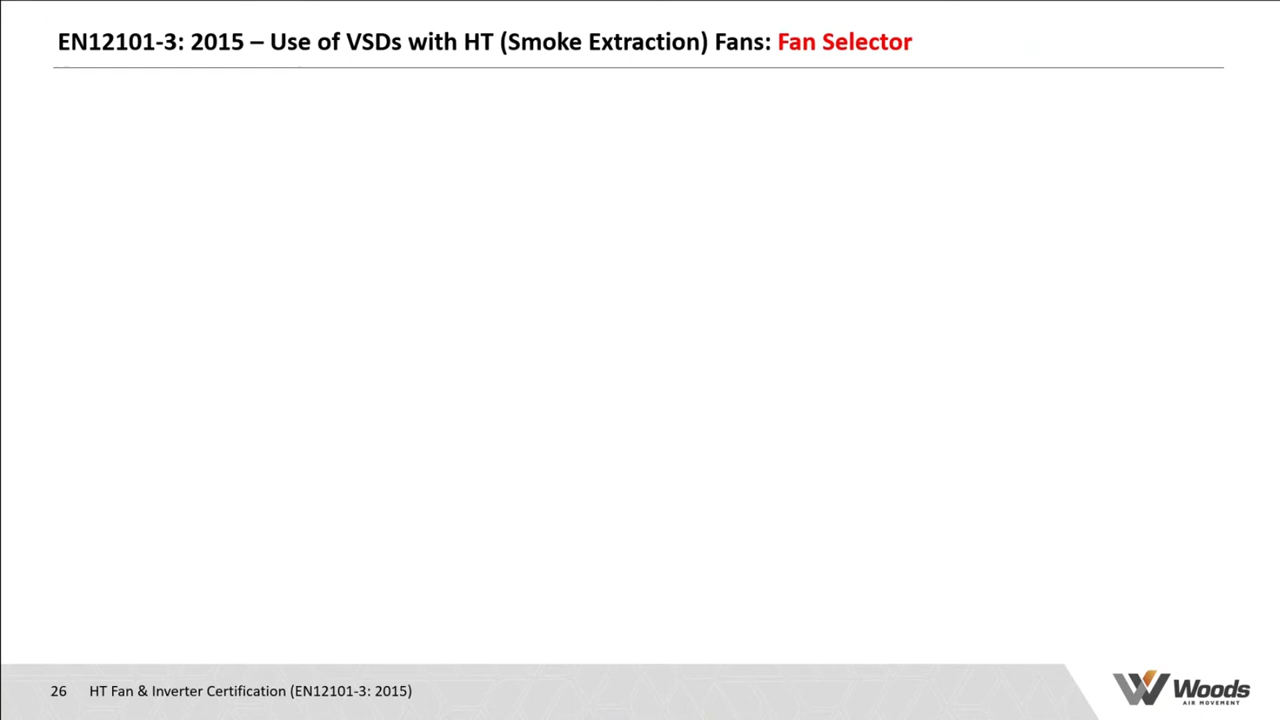 EN12101-3: 2015 – Use of VSDs with HT (Smoke Extraction) Fans: Fan Selector
26 HT Fan & Inverter Certification (EN12101-3: 2015)
Woods
AIR MOVEMENT